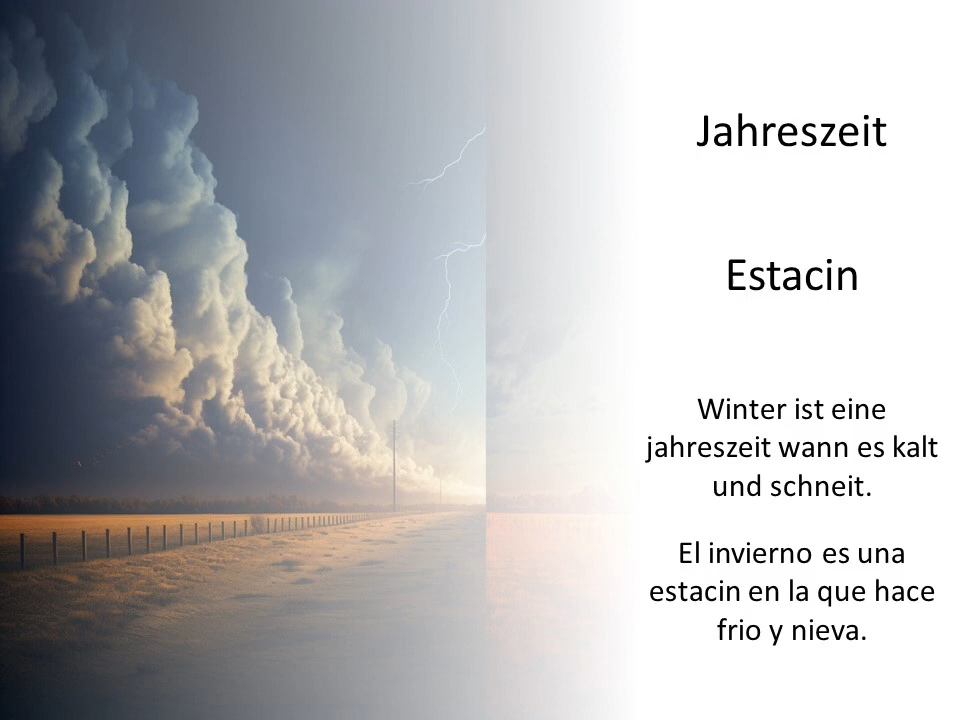 Jahreszeit
Estacin
Winter ist eine
jahreszeit wann es kalt
und schneit.
El invierno es una
estacin en la que hace
frio y nieva.